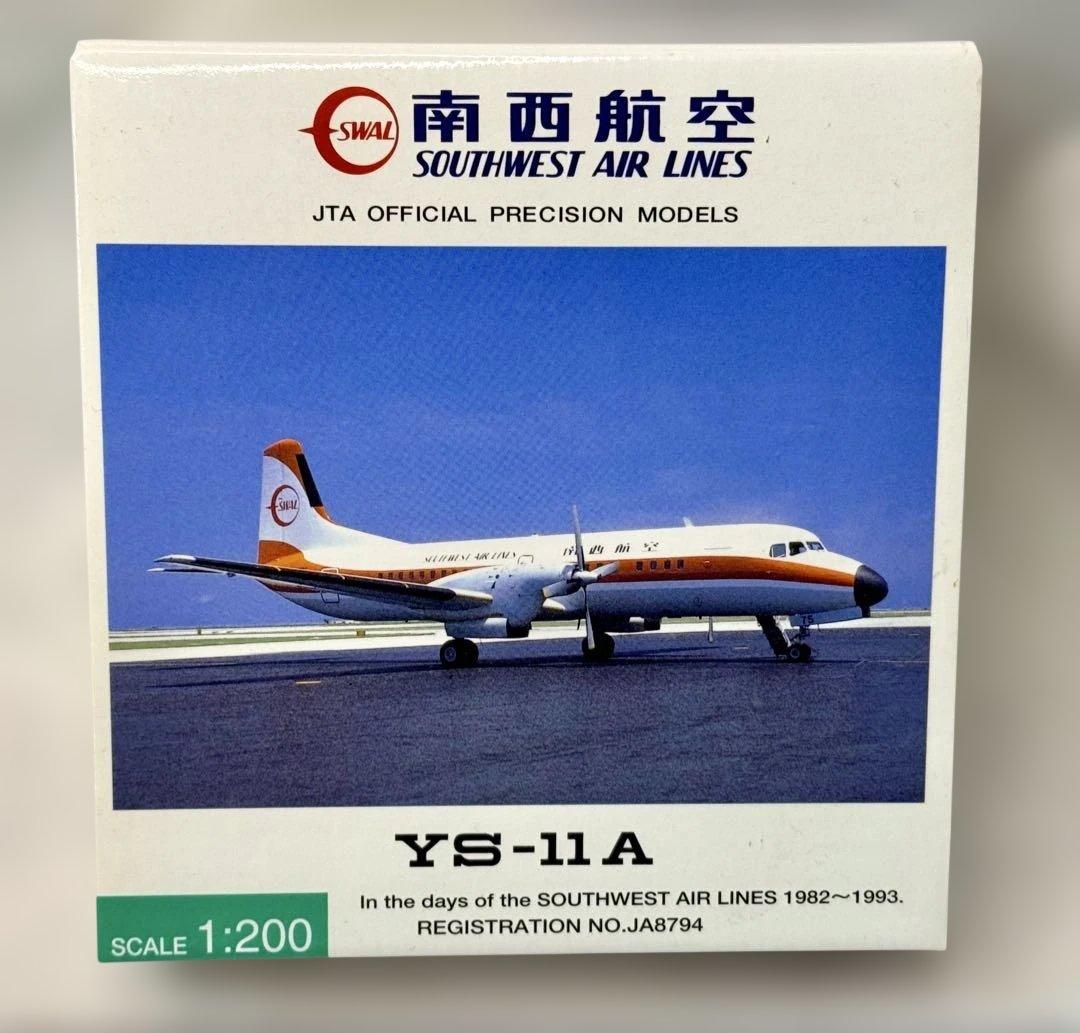 SWAL 南西航空
SOUTHWEST AIR LINES
JTA OFFICIAL PRECISION MODELS
SWAL
SOUTHWEST AIR LINES 南西航空
YS-11A
In the days of the SOUTHWEST AIR LINES 1982～1993.
REGISTRATION NO.JA8794
SCALE 1:200